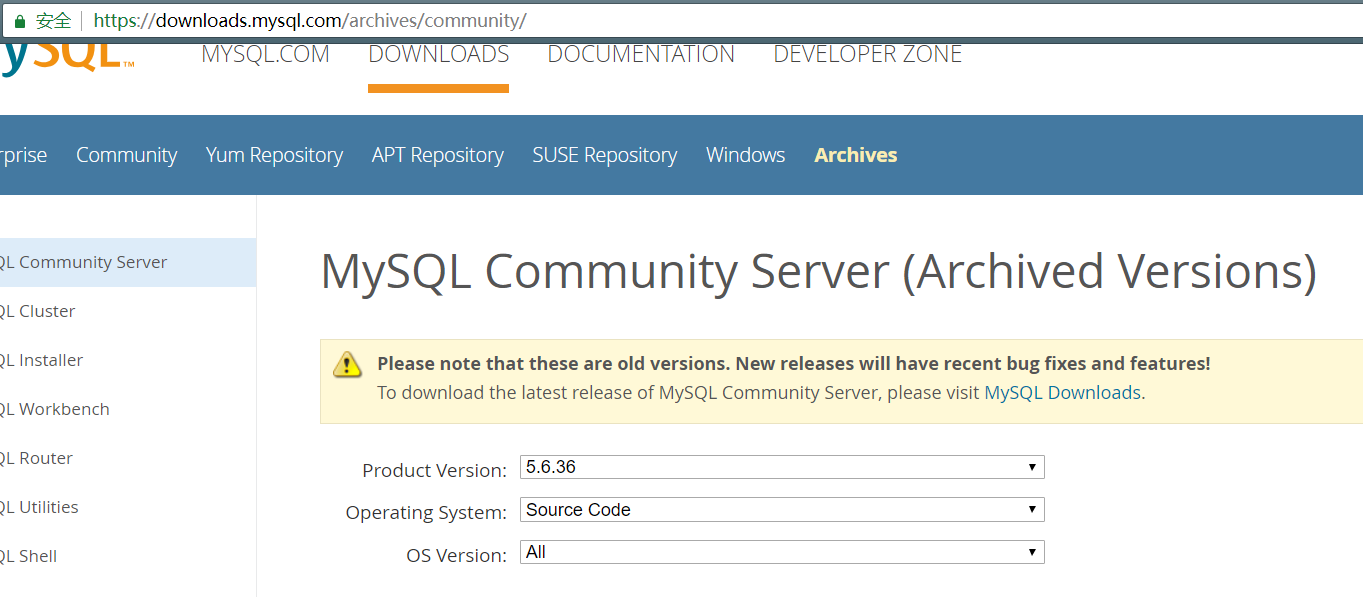 安全 https://downloads.mysql.com/archives/community/
ySQL™
MYSQL.COM DOWNLOADS DOCUMENTATION DEVELOPER ZONE
rprise Community Yum Repository APT Repository SUSE Repository Windows Archives
QL Community Server
QL Cluster
QL Installer
QL Workbench
QL Router
QL Utilities
QL Shell
MySQL Community Server (Archived Versions)
Please note that these are old versions. New releases will have recent bug fixes and features!
To download the latest release of MySQL Community Server, please visit MySQL Downloads.
Product Version: 5.6.36
Operating System: Source Code
OS Version: All